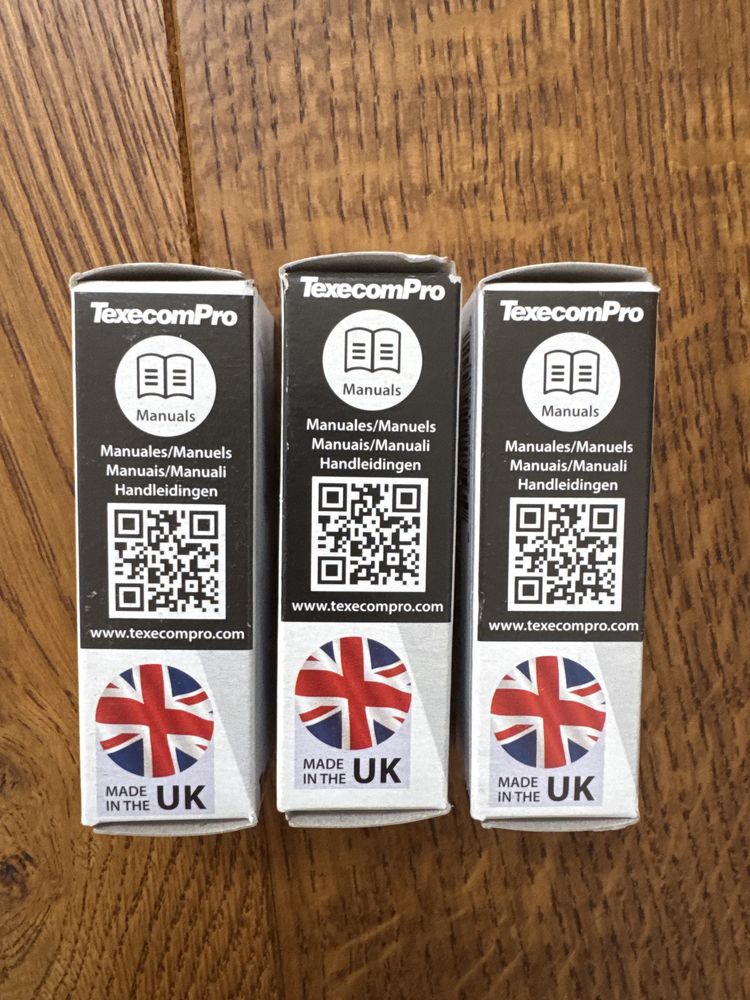 TexecomPro
Manuals
Manuales/Manuels
Manuais/Manuali
Handleidingen
www.texecompro.com
MADE
IN THE UK
TexecomPro
Manuals
Manuales/Manuels
Manuais/Manuali
Handleidingen
www.texecompro.com
MADE
IN THE UK
TexecomPro
Manuals
Manuales/Manuels
Manuais/Manuali
Handleidingen
www.texecompro.com
MADE
IN THE UK